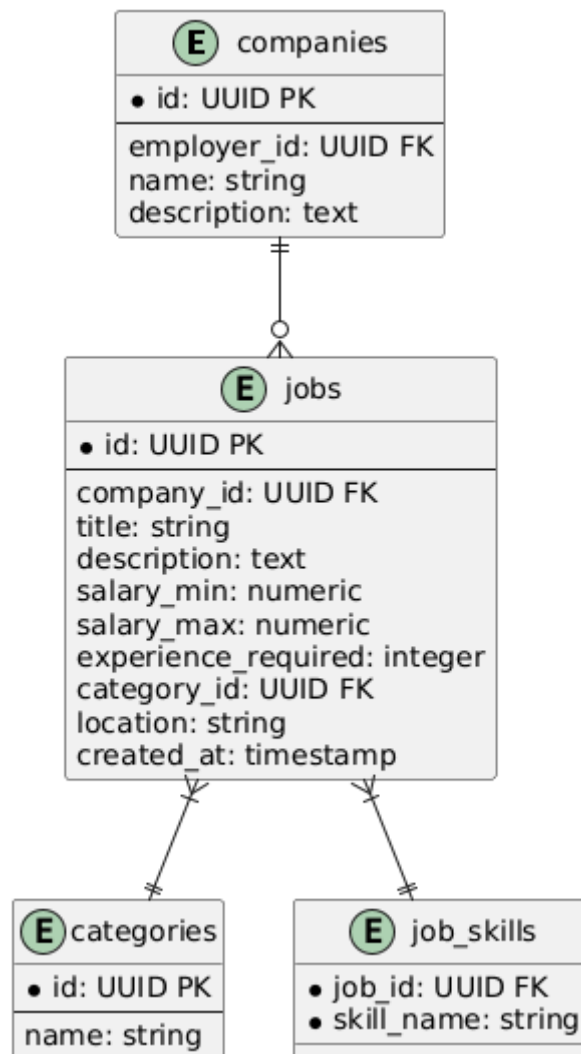 E companies
● id: UUID PK
employer_id: UUID FK
name: string
description: text
E jobs
● id: UUID PK
company_id: UUID FK
title: string
description: text
salary_min: numeric
salary_max: numeric
experience_required: integer
category_id: UUID FK
location: string
created_at: timestamp
E categories
● id: UUID PK
name: string
E job_skills
● job_id: UUID FK
● skill_name: string